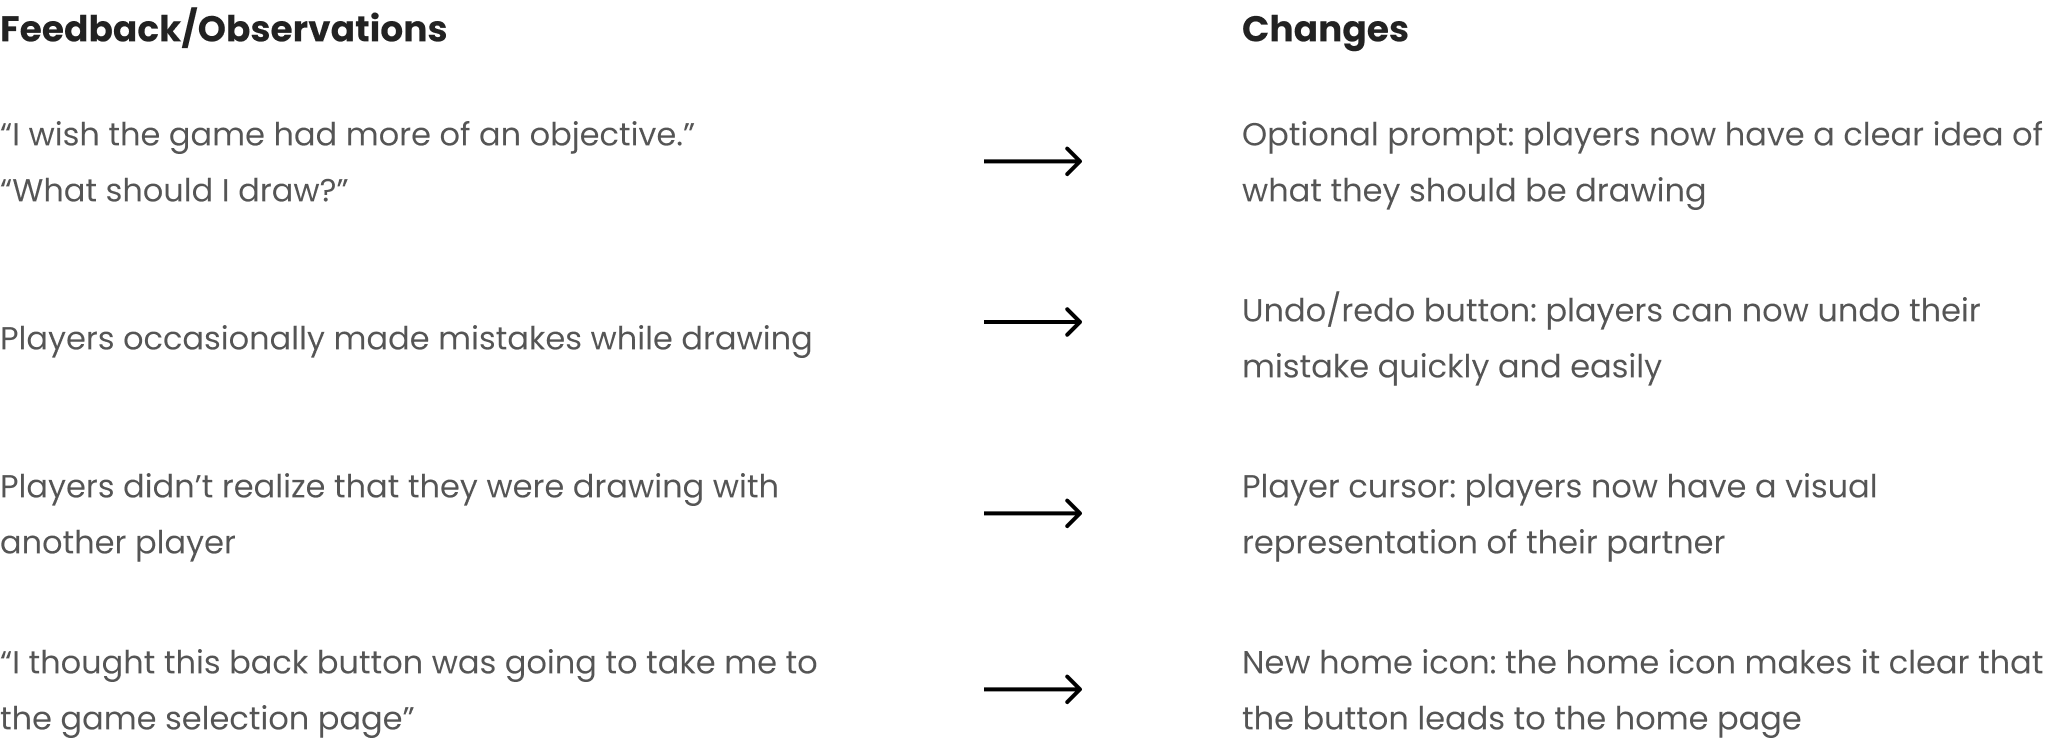 Feedback/Observations
Changes
“I wish the game had more of an objective.”
“What should I draw?”
Optional prompt: players now have a clear idea of
what they should be drawing
Players occasionally made mistakes while drawing
Undo/redo button: players can now undo their
mistake quickly and easily
Players didn’t realize that they were drawing with
another player
Player cursor: players now have a visual
representation of their partner
“I thought this back button was going to take me to
the game selection page”
New home icon: the home icon makes it clear that
the button leads to the home page